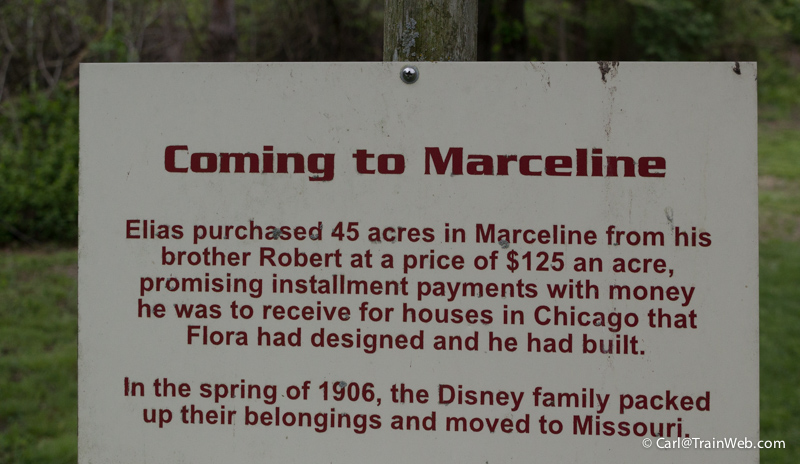 Coming to Marceline
Elias purchased 45 acres in Marceline from his
brother Robert at a price of $125 an acre,
promising installment payments with money
he was to receive for houses in Chicago that
Flora had designed and he had built.
In the spring of 1906, the Disney family packed
up their belongings and moved to Missouri.
© Carl@TrainWeb.com